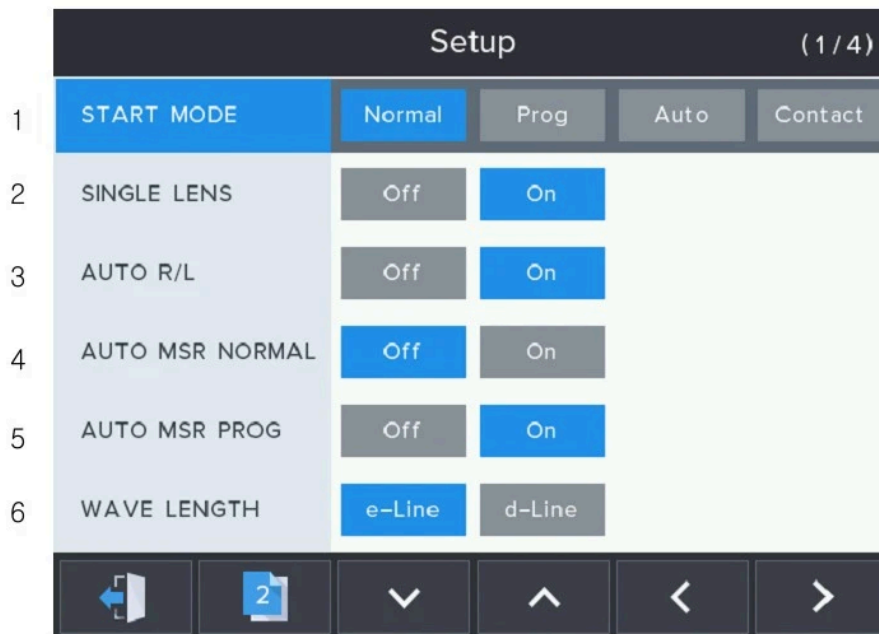 Setup (1/4)
1 START MODE Normal Prog Auto Contact
2 SINGLE LENS Off On
3 AUTO R/L Off On
4 AUTO MSR NORMAL Off On
5 AUTO MSR PROG Off On
6 WAVE LENGTH e-Line d-Line
2